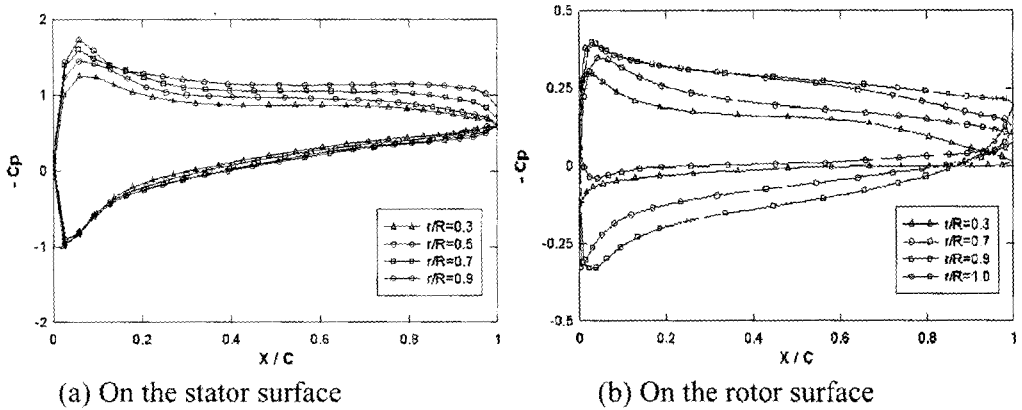 2
1
0
-1
-2
- Cp
0
0.2
0.4
0.6
0.8
1
X / C
r/R=0.3
r/R=0.5
r/R=0.7
r/R=0.9
(a) On the stator surface
0.5
0.25
0
-0.25
-0.5
- Cp
0
0.2
0.4
0.6
0.8
1
X / C
r/R=0.3
r/R=0.7
r/R=0.9
r/R=1.0
(b) On the rotor surface